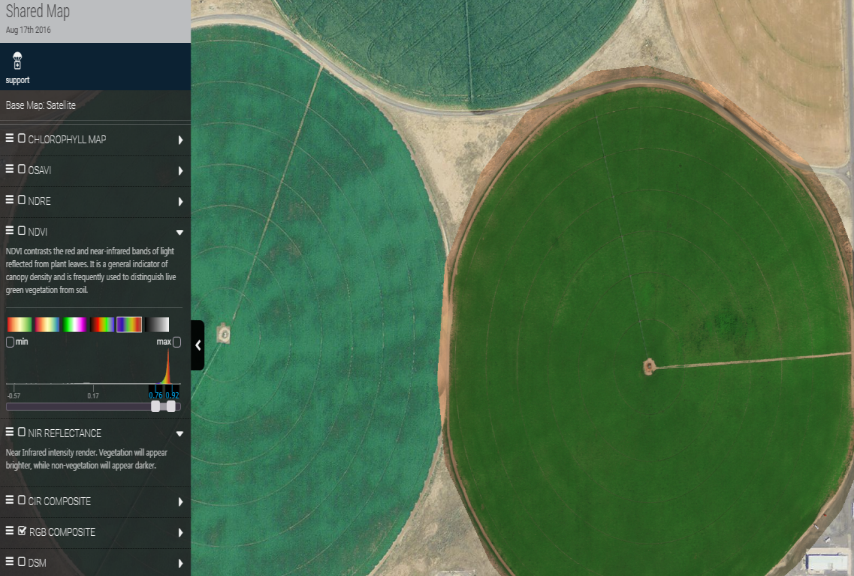 Shared Map
Aug 17th 2016
support
Base Map: Satellite
CHLOROPHYLL MAP
OSAVI
NDRE
NDVI
NDVI contrasts the red and near-infrared bands of light
reflected from plant leaves. It is a general indicator of
canopy density and is frequently used to distinguish live
green vegetation from soil.
min max
-0.57 0.17 0.76 0.92
NIR REFLECTANCE
Near Infrared intensity render. Vegetation will appear
brighter, while non-vegetation will appear darker.
CIR COMPOSITE
RGB COMPOSITE
DSM